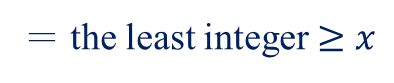 = the least integer ≥ x